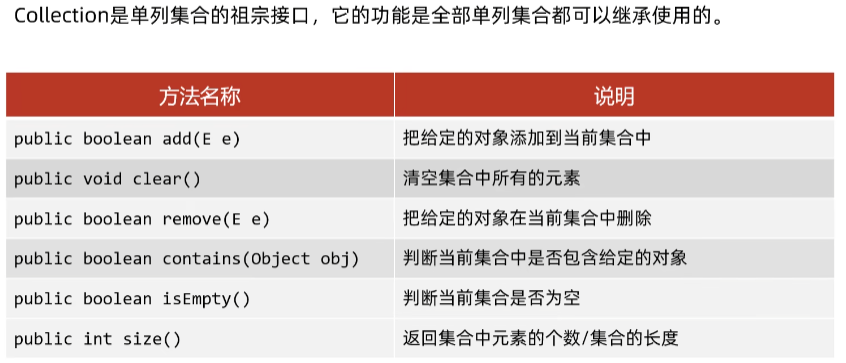 Collection是单列集合的祖宗接口，它的功能是全部单列集合都可以继承使用的。
方法名称 说明
public boolean add(E e) 把给定的对象添加到当前集合中
public void clear() 清空集合中所有的元素
public boolean remove(E e) 把给定的对象在当前集合中删除
public boolean contains(Object obj) 判断当前集合中是否包含给定的对象
public boolean isEmpty() 判断当前集合是否为空
public int size() 返回集合中元素的个数/集合的长度